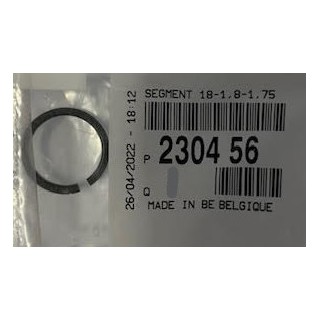 SEGMENT 18-1.8-1.75
26/04/2022 - 18:12
P 2304 56
Q
MADE IN BE BELGIQUE